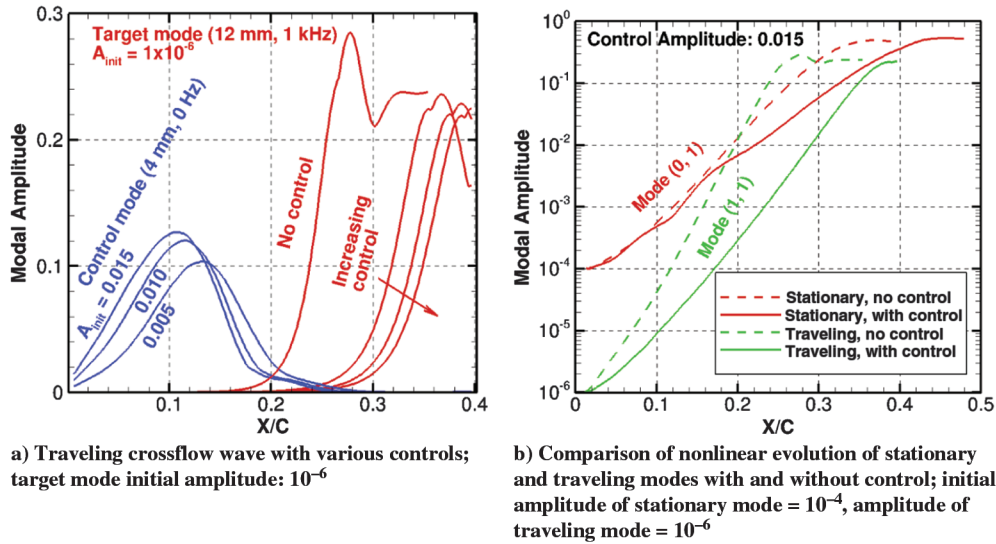 0.3
Target mode (12 mm, 1 kHz)
A_init = 1x10^-6
Control mode (4 mm, 0 Hz)
0.2
Modal Amplitude
No control
Increasing
control
0.1
A_init = 0.015
0.010
0.005
0
0.1
0.2
0.3
0.4
X/C
a) Traveling crossflow wave with various controls;
target mode initial amplitude: 10^–6
10^0
Control Amplitude: 0.015
10^-1
10^-2
Modal Amplitude
Mode (0, 1)
10^-3
Mode (1, 1)
10^-4
Stationary, no control
Stationary, with control
10^-5
Traveling, no control
Traveling, with control
10^-6
0
0.1
0.2
0.3
0.4
0.5
X/C
b) Comparison of nonlinear evolution of stationary
and traveling modes with and without control; initial
amplitude of stationary mode = 10^–4, amplitude of
traveling mode = 10^–6